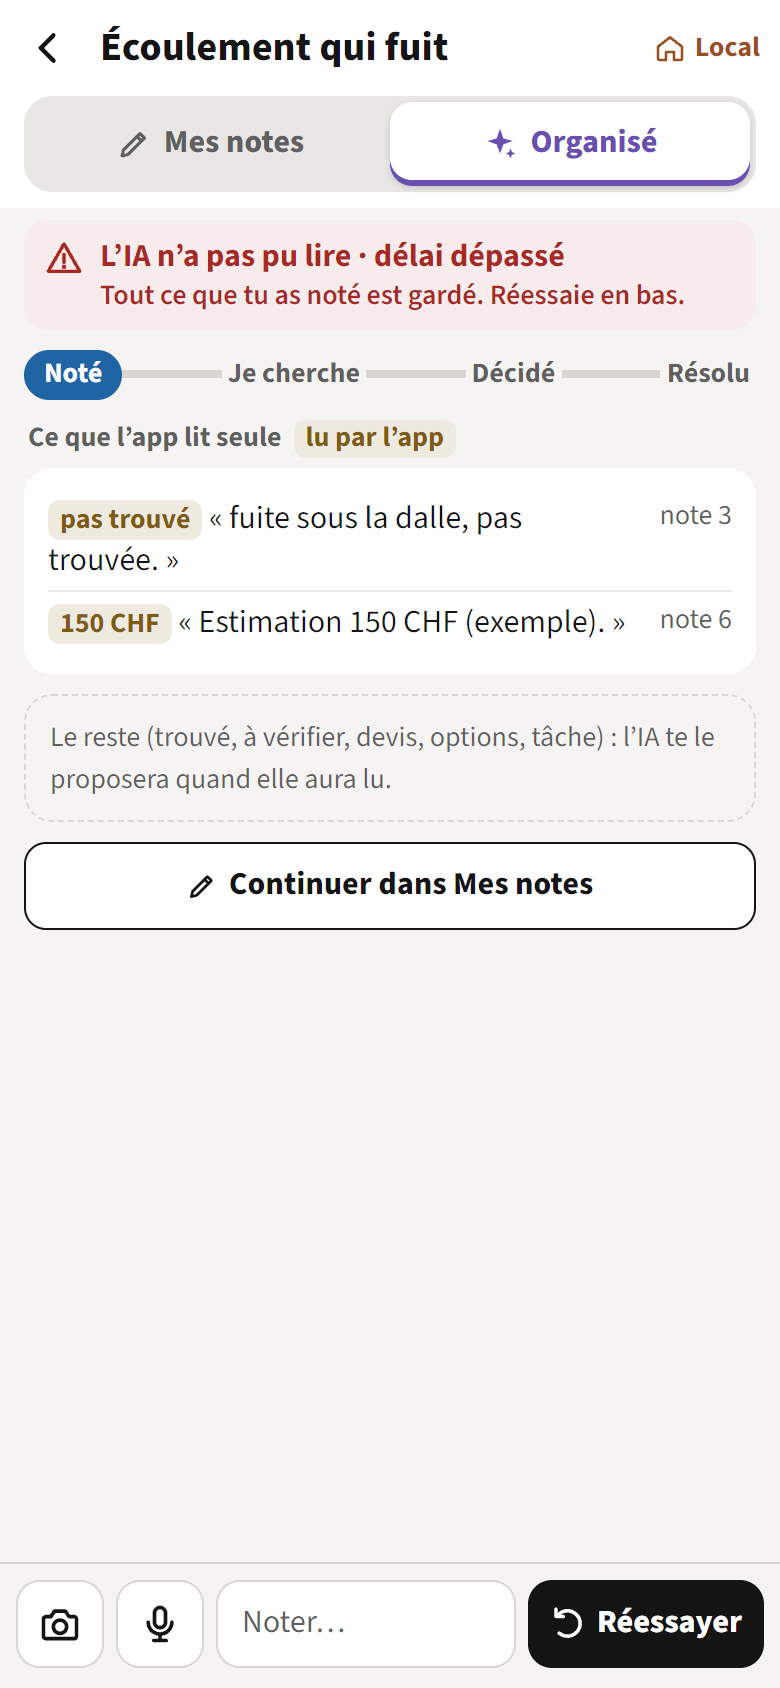 Écoulement qui fuit
Local
Mes notes
Organisé
L’IA n’a pas pu lire · délai dépassé
Tout ce que tu as noté est gardé. Réessaie en bas.
Noté
Je cherche
Décidé
Résolu
Ce que l’app lit seule
lu par l’app
pas trouvé « fuite sous la dalle, pas
trouvée. »
note 3
150 CHF « Estimation 150 CHF (exemple). »
note 6
Le reste (trouvé, à vérifier, devis, options, tâche) : l’IA te le
proposera quand elle aura lu.
Continuer dans Mes notes
Noter…
Réessayer